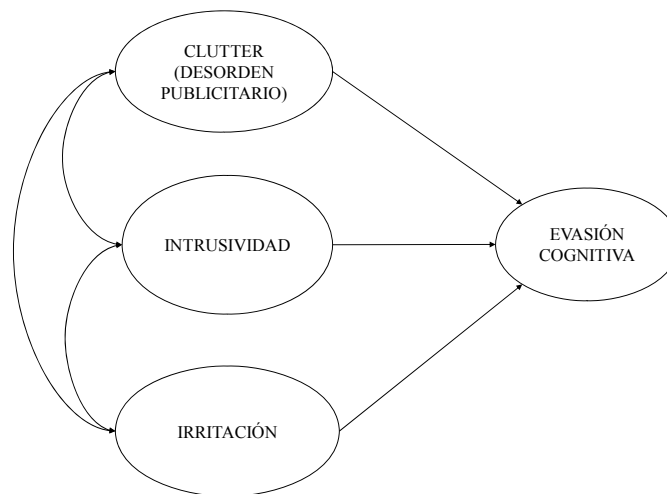 CLUTTER
(DESORDEN
PUBLICITARIO)
INTRUSIVIDAD
EVASIÓN
COGNITIVA
IRRITACIÓN